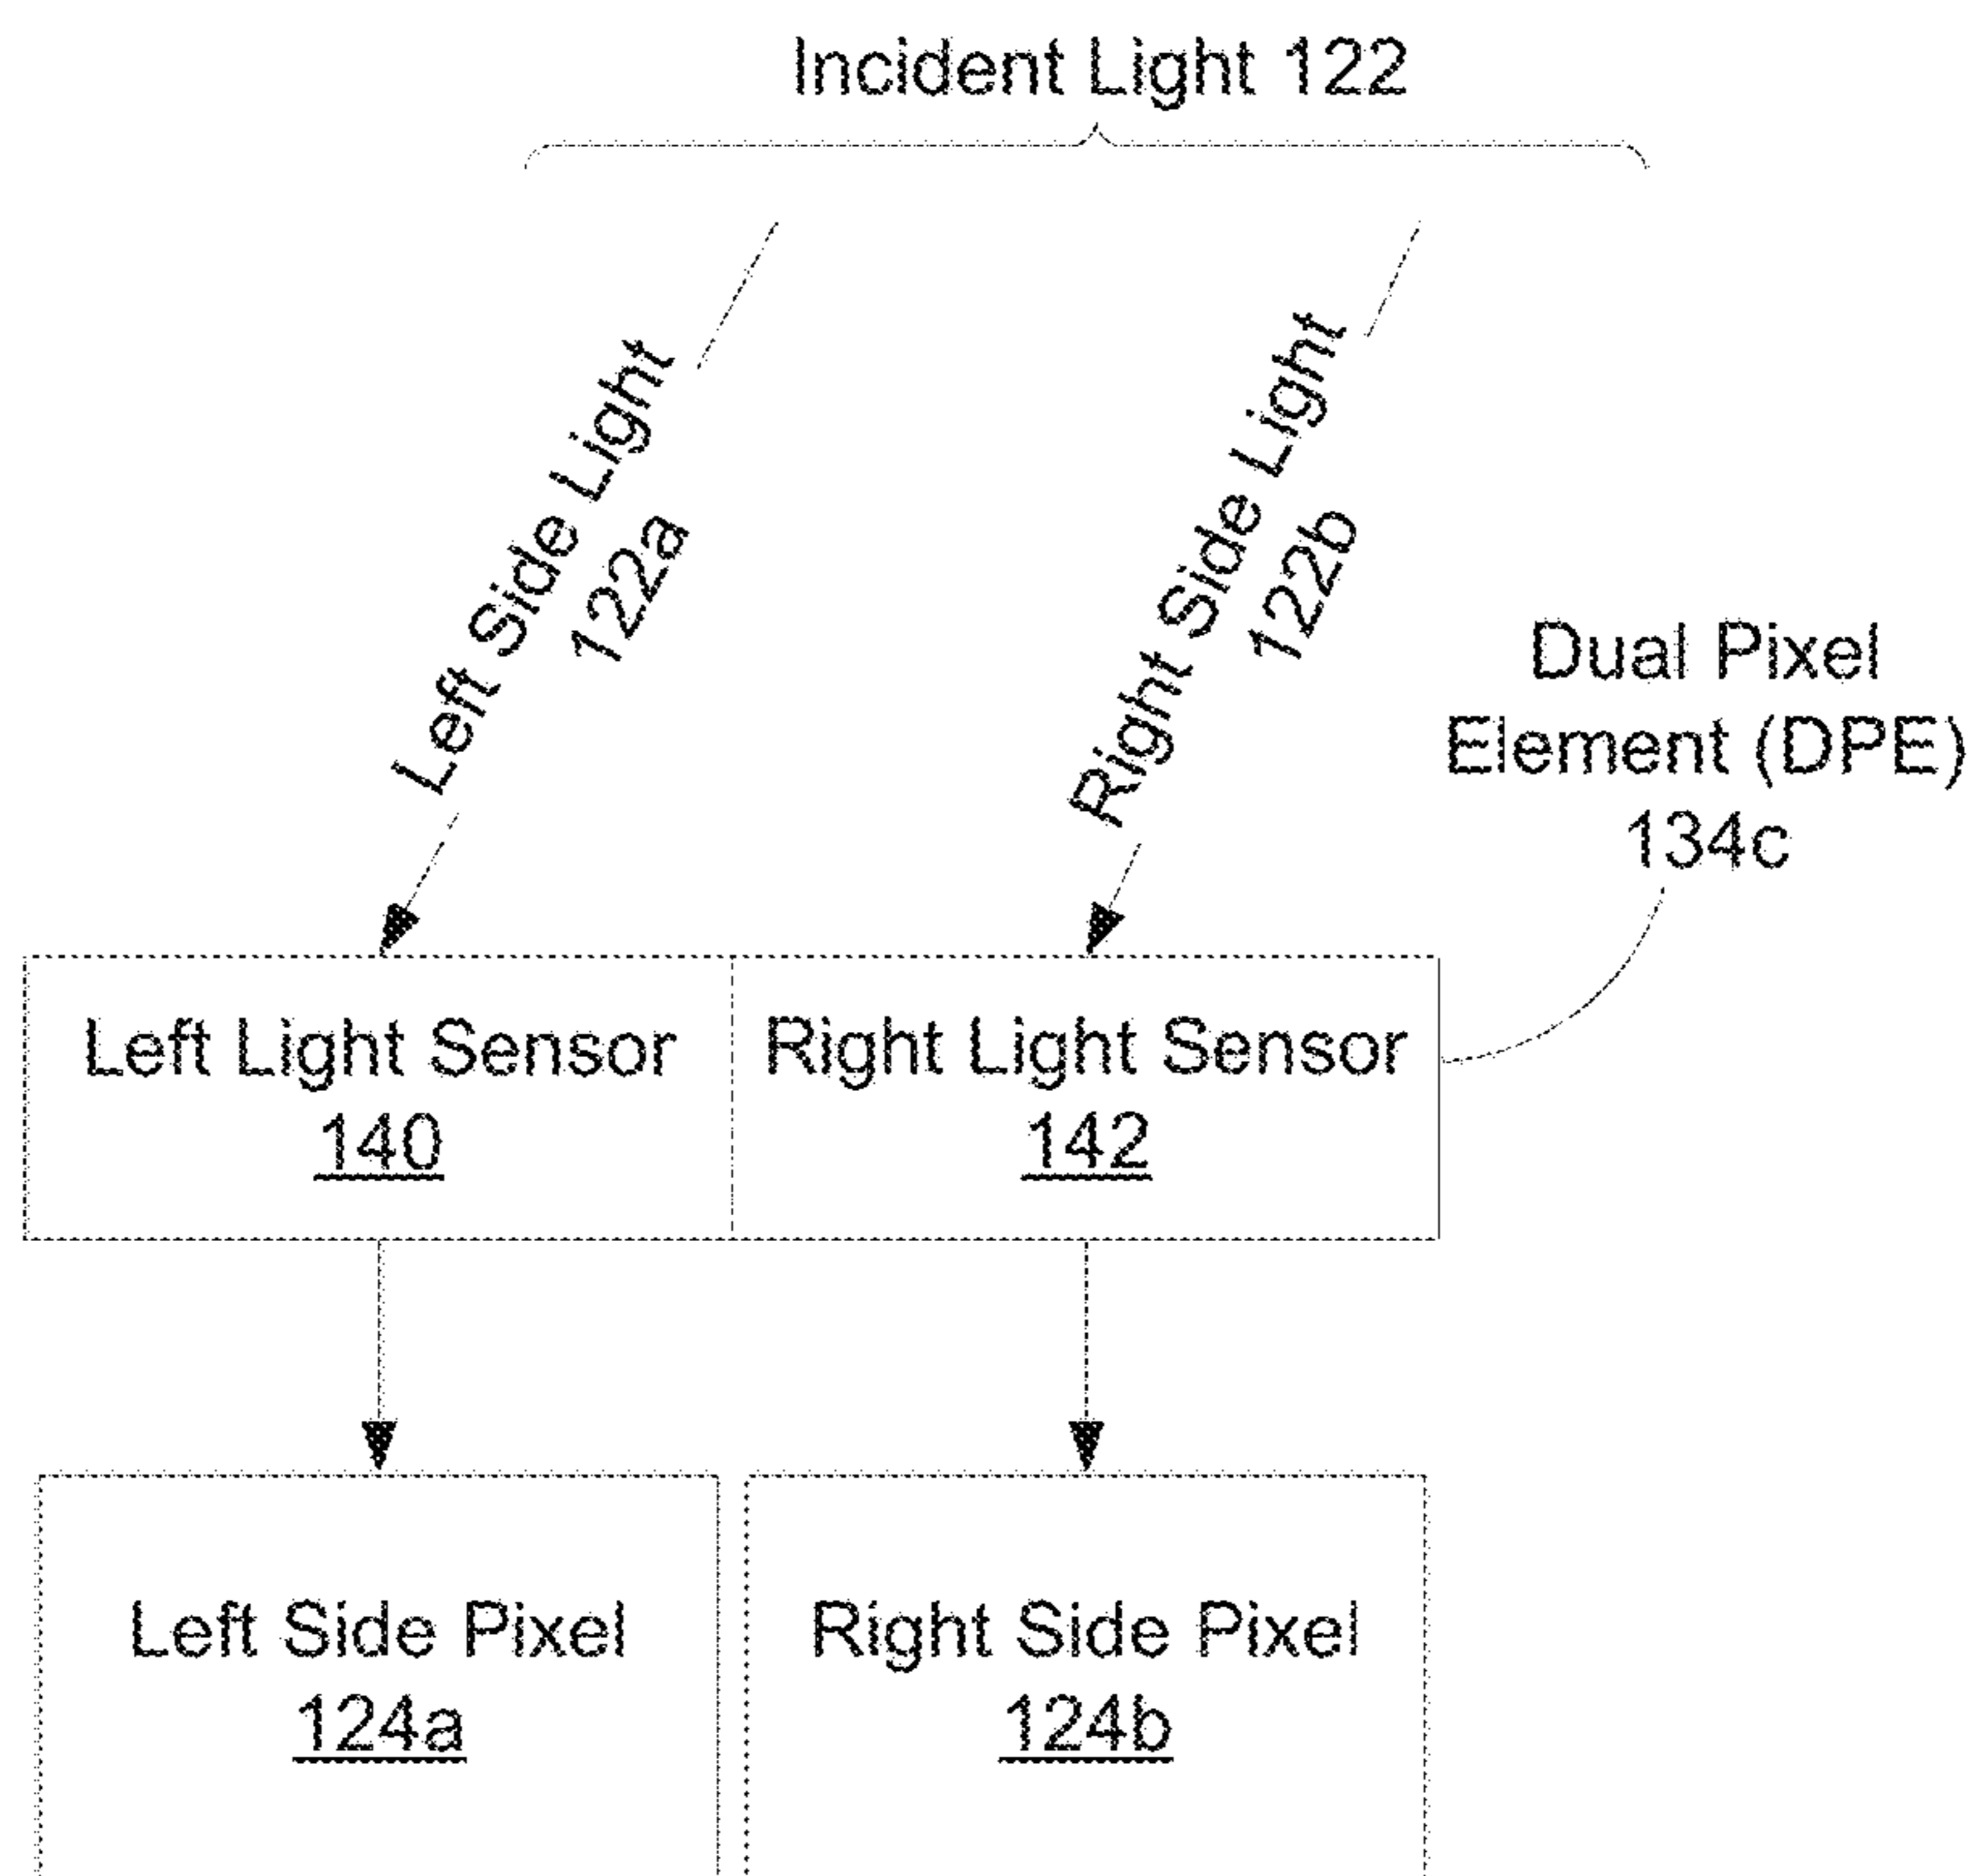 Incident Light 122
Left Side Light
122a
Right Side Light
122b
Dual Pixel
Element (DPE)
134c
Left Light Sensor
140
Right Light Sensor
142
Left Side Pixel
124a
Right Side Pixel
124b